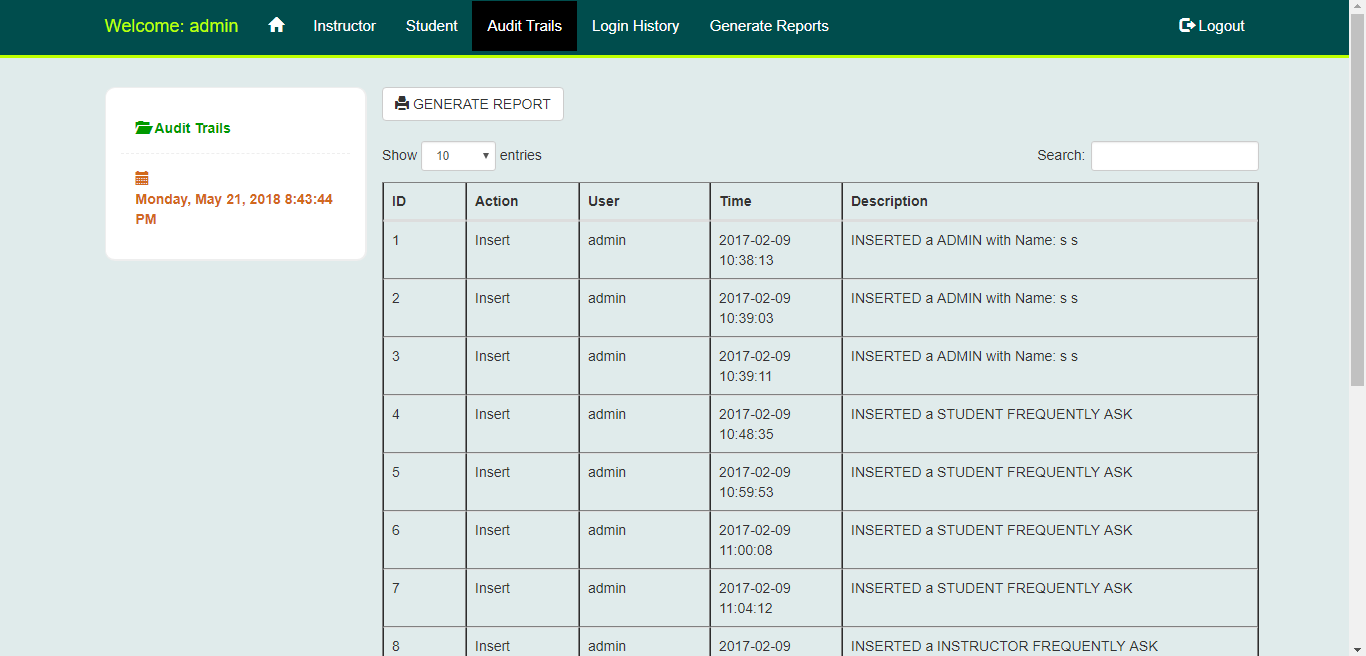 Welcome: admin Instructor Student Audit Trails Login History Generate Reports Logout
Audit Trails
Monday, May 21, 2018 8:43:44
PM
GENERATE REPORT
Show 10 entries Search:
ID Action User Time Description
1 Insert admin 2017-02-09 INSERTED a ADMIN with Name: s s
10:38:13
2 Insert admin 2017-02-09 INSERTED a ADMIN with Name: s s
10:39:03
3 Insert admin 2017-02-09 INSERTED a ADMIN with Name: s s
10:39:11
4 Insert admin 2017-02-09 INSERTED a STUDENT FREQUENTLY ASK
10:48:35
5 Insert admin 2017-02-09 INSERTED a STUDENT FREQUENTLY ASK
10:59:53
6 Insert admin 2017-02-09 INSERTED a STUDENT FREQUENTLY ASK
11:00:08
7 Insert admin 2017-02-09 INSERTED a STUDENT FREQUENTLY ASK
11:04:12
8 Insert admin 2017-02-09 INSERTED a INSTRUCTOR FREQUENTLY ASK